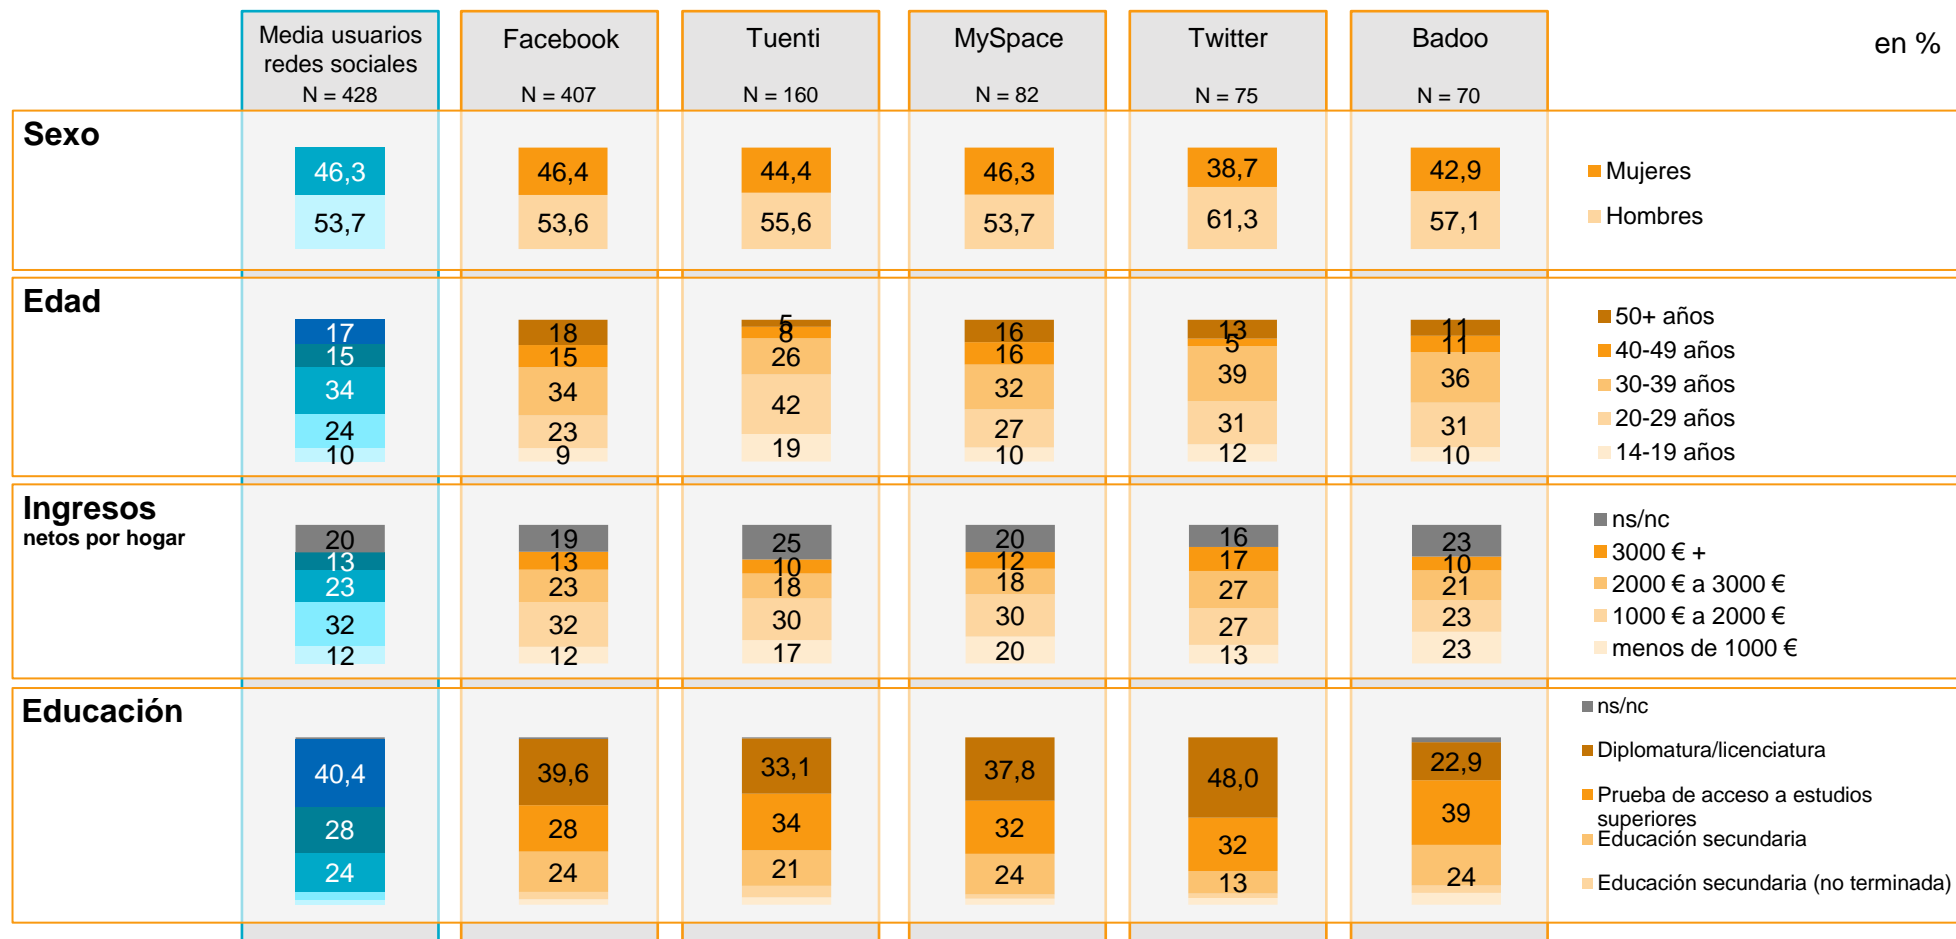 Media usuarios
redes sociales
N = 428
Facebook
N = 407
Tuenti
N = 160
MySpace
N = 82
Twitter
N = 75
Badoo
N = 70
en %
Sexo
46,3 46,4 44,4 46,3 38,7 42,9
53,7 53,6 55,6 53,7 61,3 57,1
Mujeres
Hombres
Edad
17 18 5 16 13 11
15 15 8 16 5 11
34 34 26 32 39 36
24 23 42 27 31 31
10 9 19 10 12 10
50+ años
40-49 años
30-39 años
20-29 años
14-19 años
Ingresos
netos por hogar
20 19 25 20 16 23
13 13 10 12 17 10
23 23 18 18 27 21
32 32 30 30 27 23
12 12 17 20 13 23
ns/nc
3000 € +
2000 € a 3000 €
1000 € a 2000 €
menos de 1000 €
Educación
40,4 39,6 33,1 37,8 48,0 22,9
28 28 34 32 32 39
24 24 21 24 13 24
ns/nc
Diplomatura/licenciatura
Prueba de acceso a estudios
superiores
Educación secundaria
Educación secundaria (no terminada)